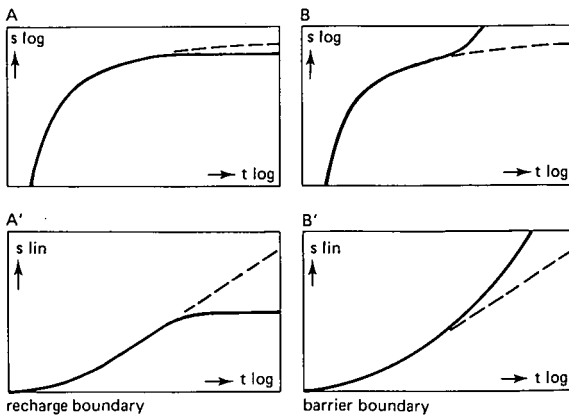 A
s log
t log
B
s log
t log
A'
s lin
t log
recharge boundary
B'
s lin
t log
barrier boundary